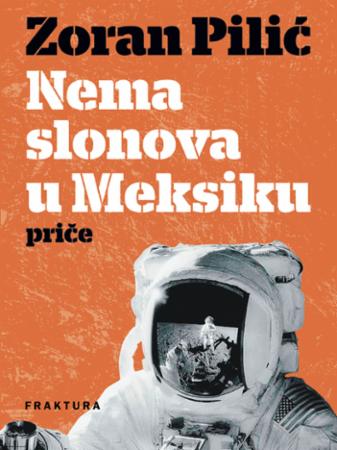 Zoran Pilić
Nema
slonova
u Meksiku
priče
FRAKTURA